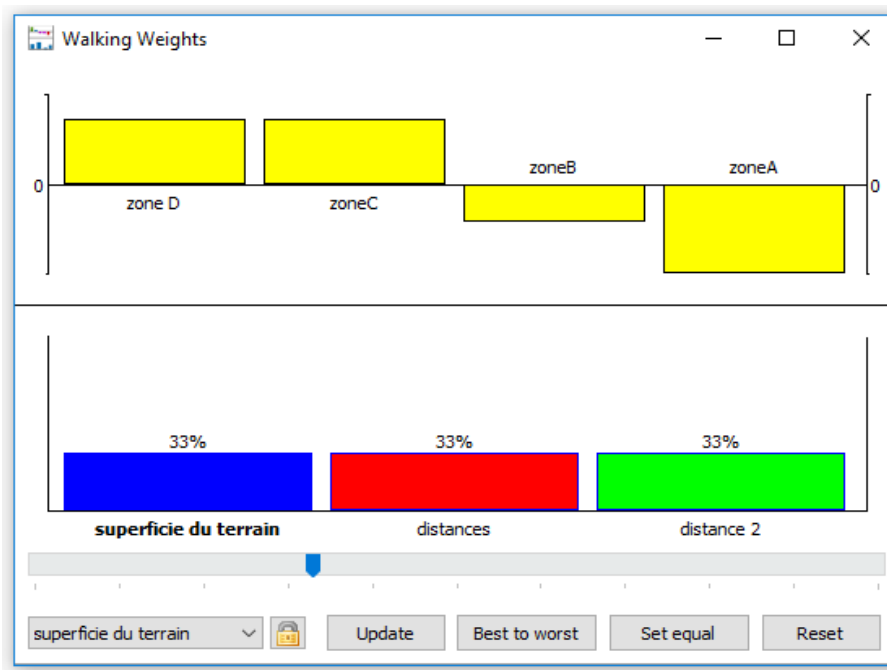 Walking Weights
zoneB zoneA
0 0
zone D zoneC
33% 33% 33%
superficie du terrain distances distance 2
superficie du terrain Update Best to worst Set equal Reset